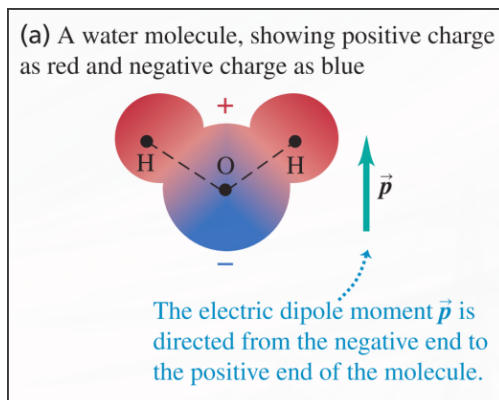 (a) A water molecule, showing positive charge
as red and negative charge as blue
+
H
O
H
p⃗
−
The electric dipole moment p⃗ is
directed from the negative end to
the positive end of the molecule.